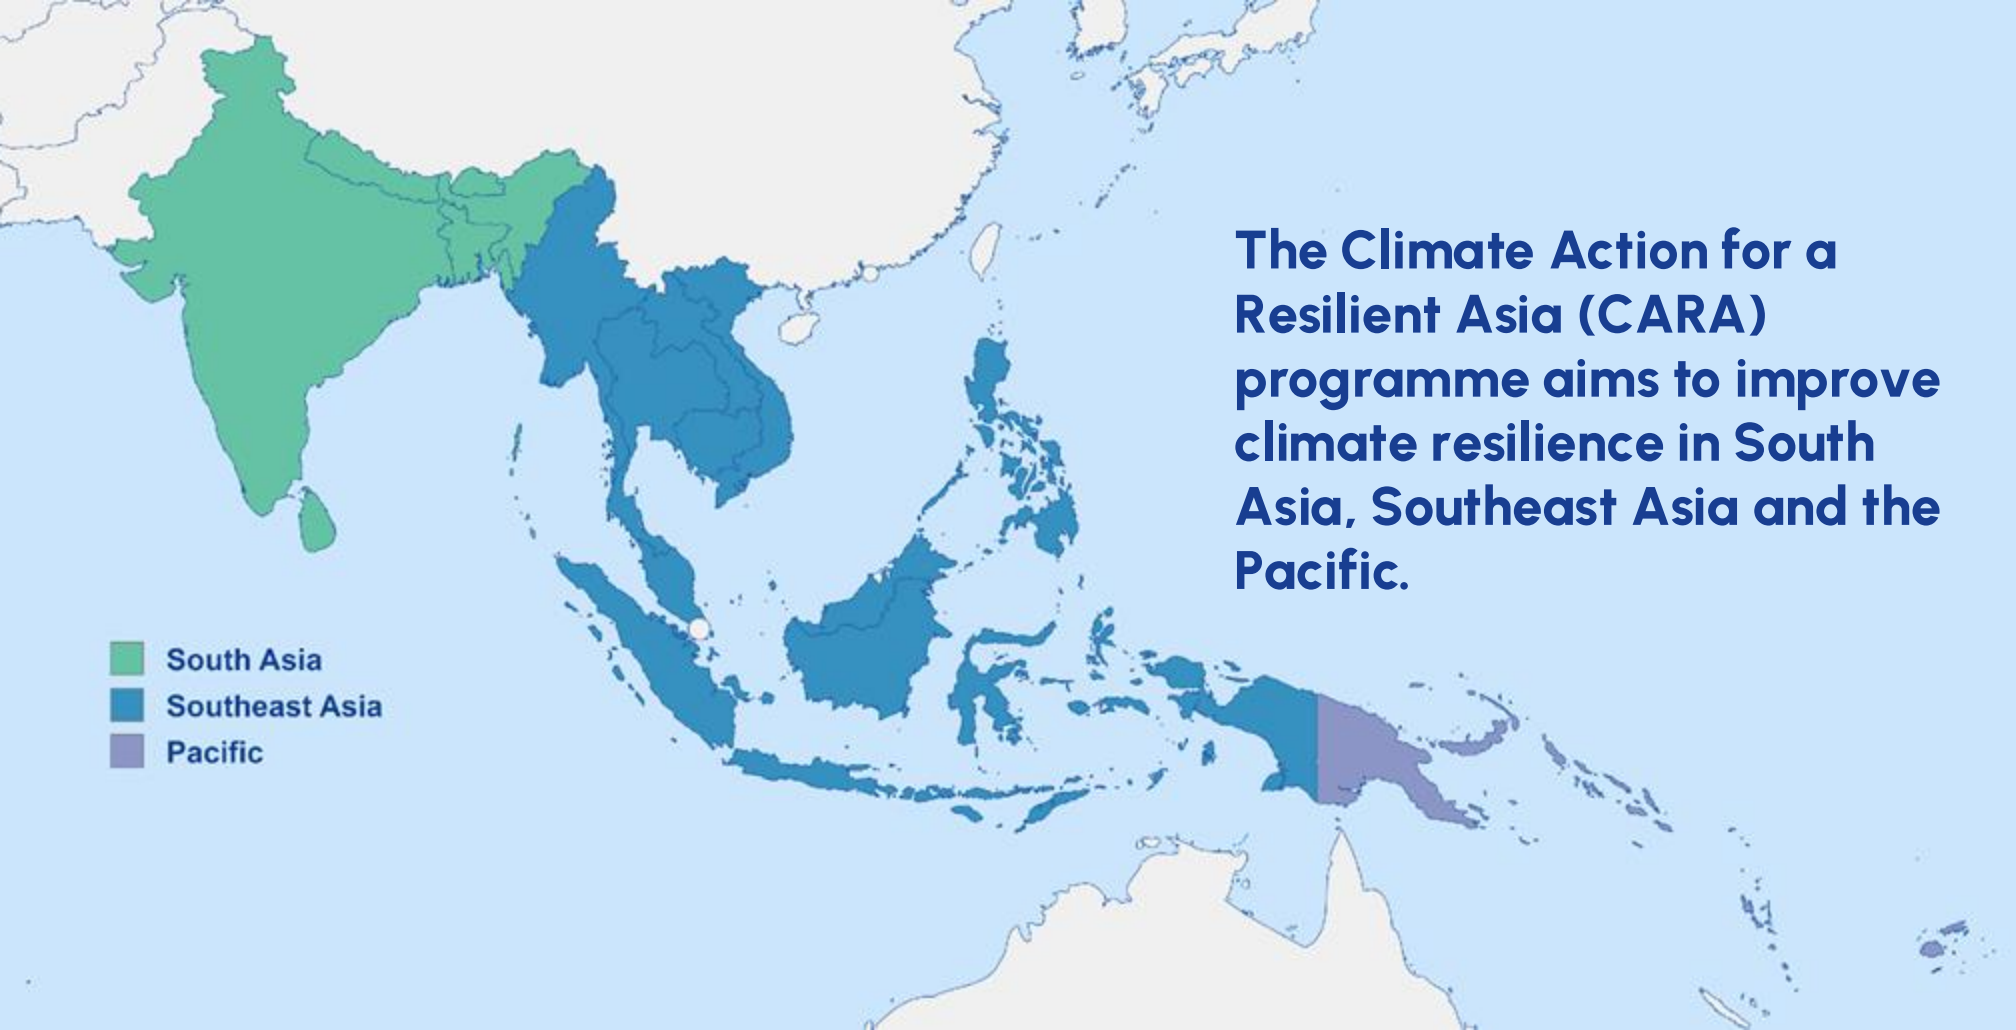 The Climate Action for a
Resilient Asia (CARA)
programme aims to improve
climate resilience in South
Asia, Southeast Asia and the
Pacific.
South Asia
Southeast Asia
Pacific